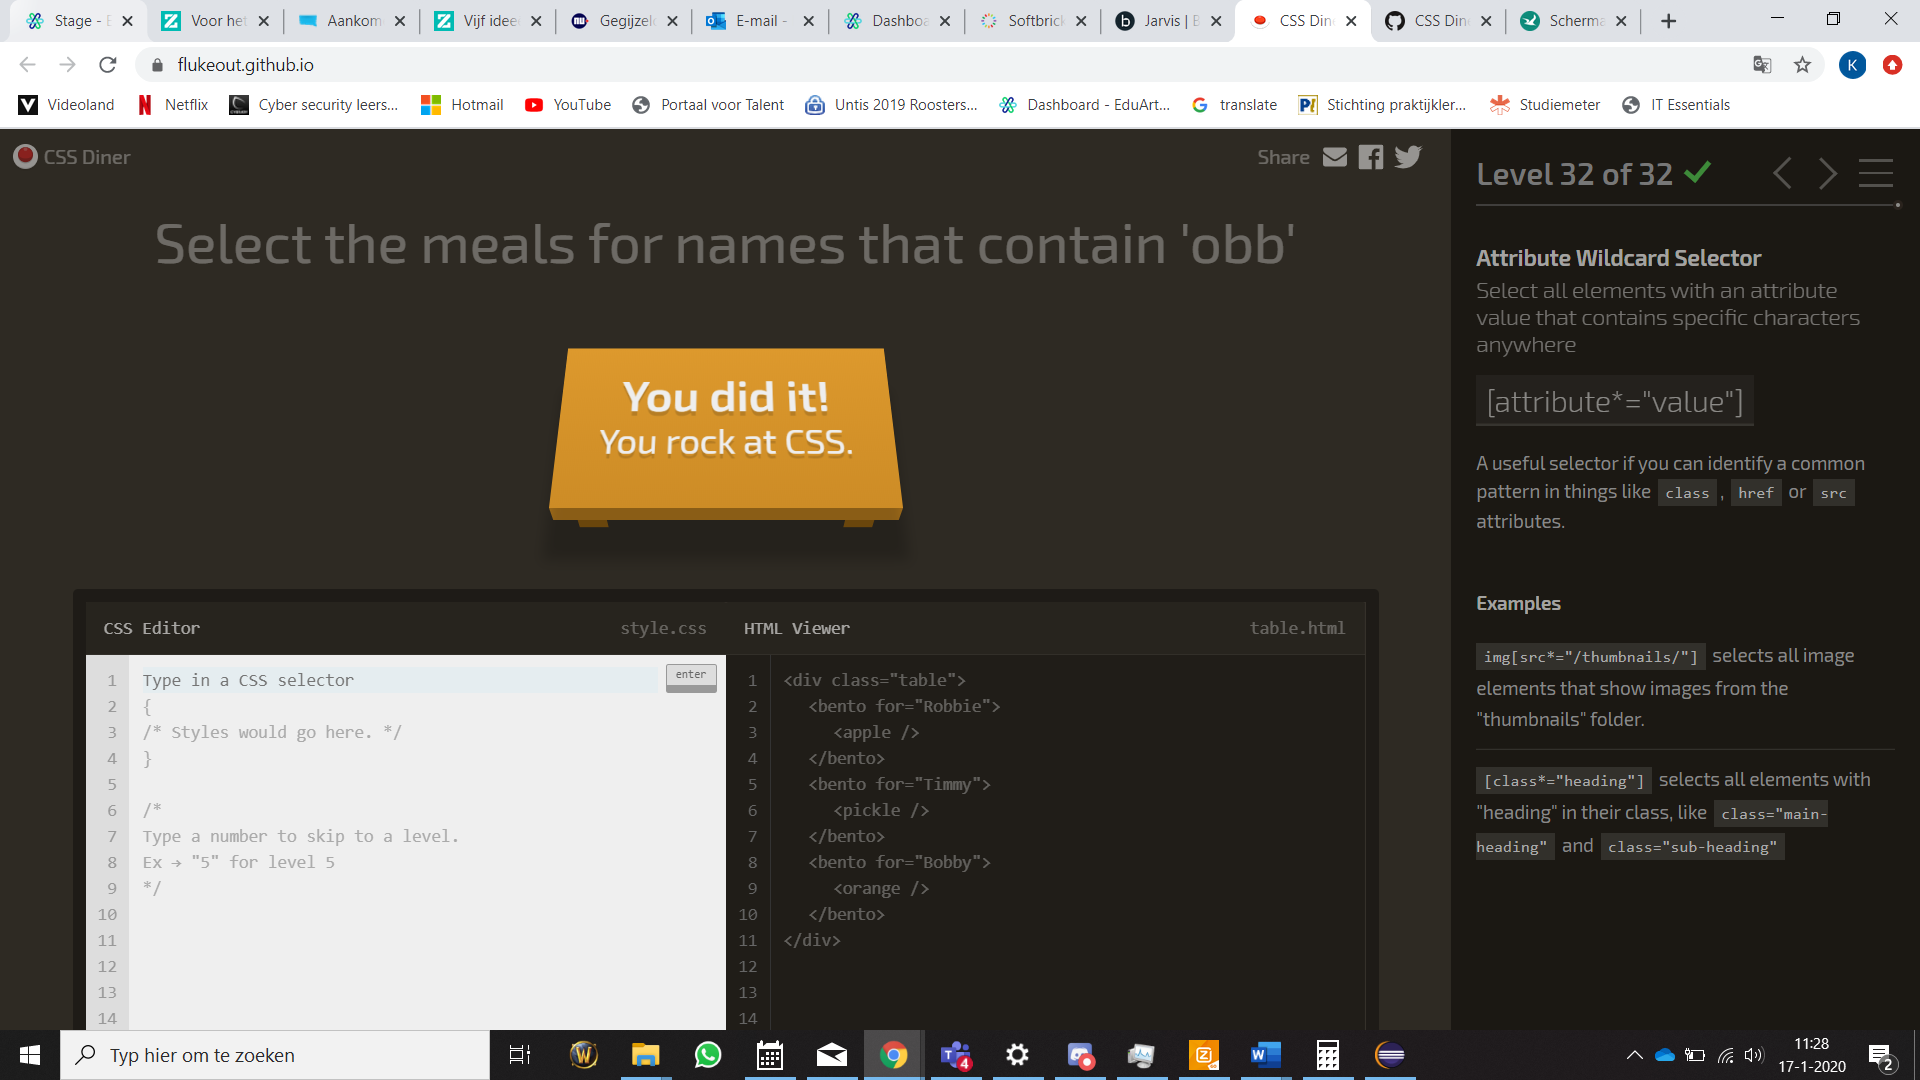 Stage - E
Voor het
Aankom
Vijf idee
Gegijzel
E-mail -
Dashboa
Softbrick
Jarvis | B
CSS Din
CSS Din
Scherma
flukeout.github.io
K
Videoland
Netflix
Cyber security leers...
Hotmail
YouTube
Portaal voor Talent
Untis 2019 Roosters...
Dashboard - EduArt...
translate
Stichting praktijkler...
Studiemeter
IT Essentials
CSS Diner
Share
Select the meals for names that contain 'obb'
You did it!
You rock at CSS.
CSS Editor
style.css
1 Type in a CSS selector
enter
2 {
3 /* Styles would go here. */
4 }
5
6 /*
7 Type a number to skip to a level.
8 Ex → "5" for level 5
9 */
10
11
12
13
14
HTML Viewer
table.html
1 <div class="table">
2 <bento for="Robbie">
3 <apple />
4 </bento>
5 <bento for="Timmy">
6 <pickle />
7 </bento>
8 <bento for="Bobby">
9 <orange />
10 </bento>
11 </div>
12
13
14
Level 32 of 32
Attribute Wildcard Selector
Select all elements with an attribute
value that contains specific characters
anywhere
[attribute*="value"]
A useful selector if you can identify a common
pattern in things like class , href or src
attributes.
Examples
img[src*="/thumbnails/"] selects all image
elements that show images from the
"thumbnails" folder.
[class*="heading"] selects all elements with
"heading" in their class, like class="main-
heading" and class="sub-heading"
Typ hier om te zoeken
4
11:28
17-1-2020
2